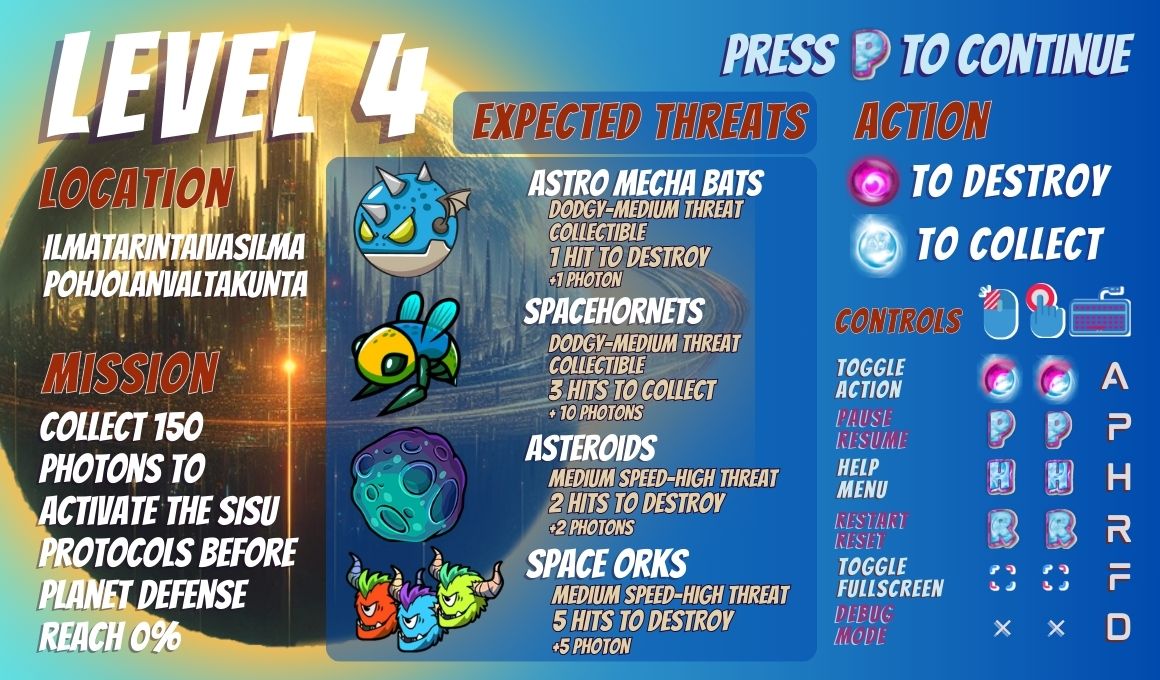 LEVEL 4
PRESS P TO CONTINUE
LOCATION
ILMATARINTAIVASILMA
POHJOLANVALTAKUNTA
MISSION
COLLECT 150
PHOTONS TO
ACTIVATE THE SISU
PROTOCOLS BEFORE
PLANET DEFENSE
REACH 0%
EXPECTED THREATS
ASTRO MECHA BATS
DODGY-MEDIUM THREAT
COLLECTIBLE
1 HIT TO DESTROY
+1 PHOTON
SPACEHORNETS
DODGY-MEDIUM THREAT
COLLECTIBLE
3 HITS TO COLLECT
+ 10 PHOTONS
ASTEROIDS
MEDIUM SPEED-HIGH THREAT
2 HITS TO DESTROY
+2 PHOTONS
SPACE ORKS
MEDIUM SPEED-HIGH THREAT
5 HITS TO DESTROY
+5 PHOTON
ACTION
TO DESTROY
TO COLLECT
CONTROLS
TOGGLE
ACTION
A
PAUSE
RESUME
P P P
HELP
MENU
H H H
RESTART
RESET
R R R
TOGGLE
FULLSCREEN
F
DEBUG
MODE
× × D